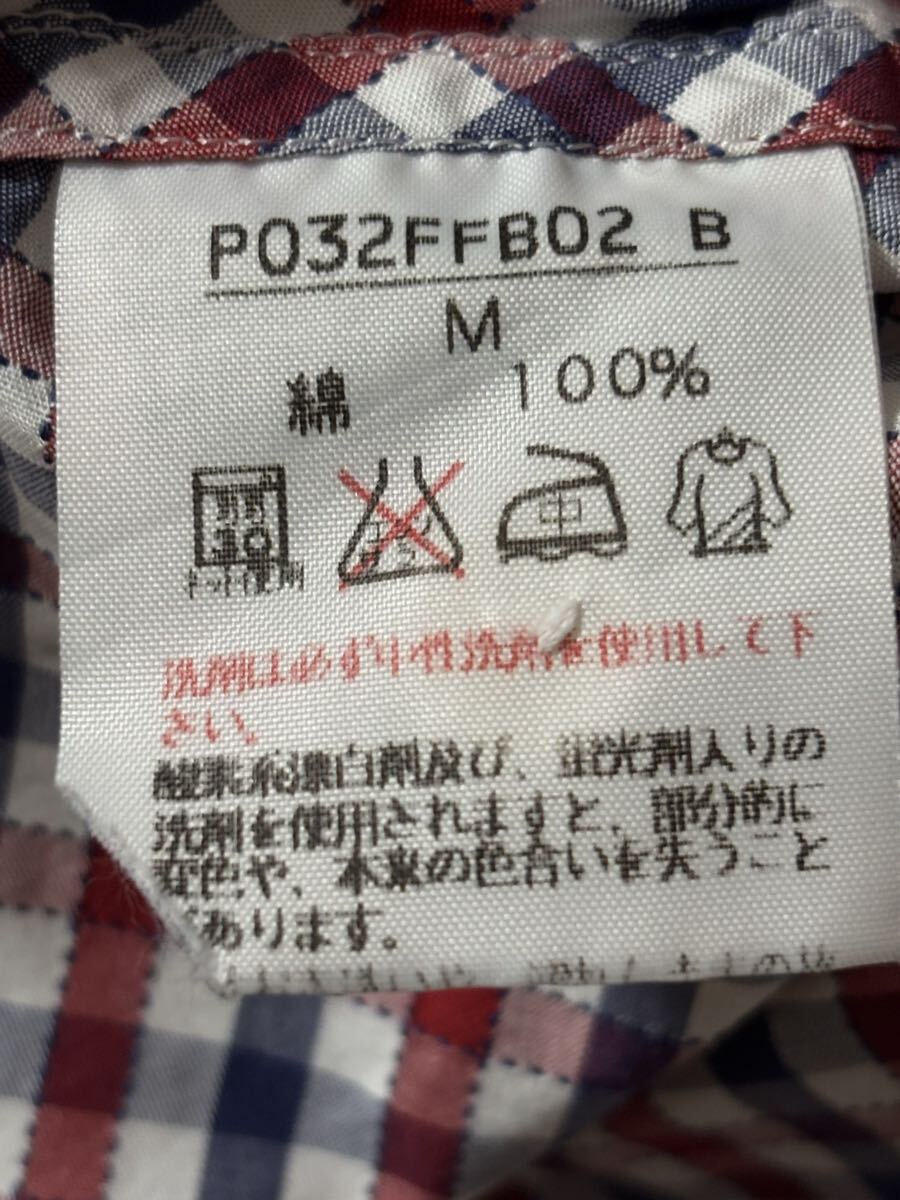 P032FFB02 B
M
綿 100%
中
ネット使用
洗剤は必ず中性洗剤を使用して下
さい。
酸素系漂白剤及び、蛍光剤入りの
洗剤を使用されますと、部分的に
変色や、本来の色合いを失うこと
があります。